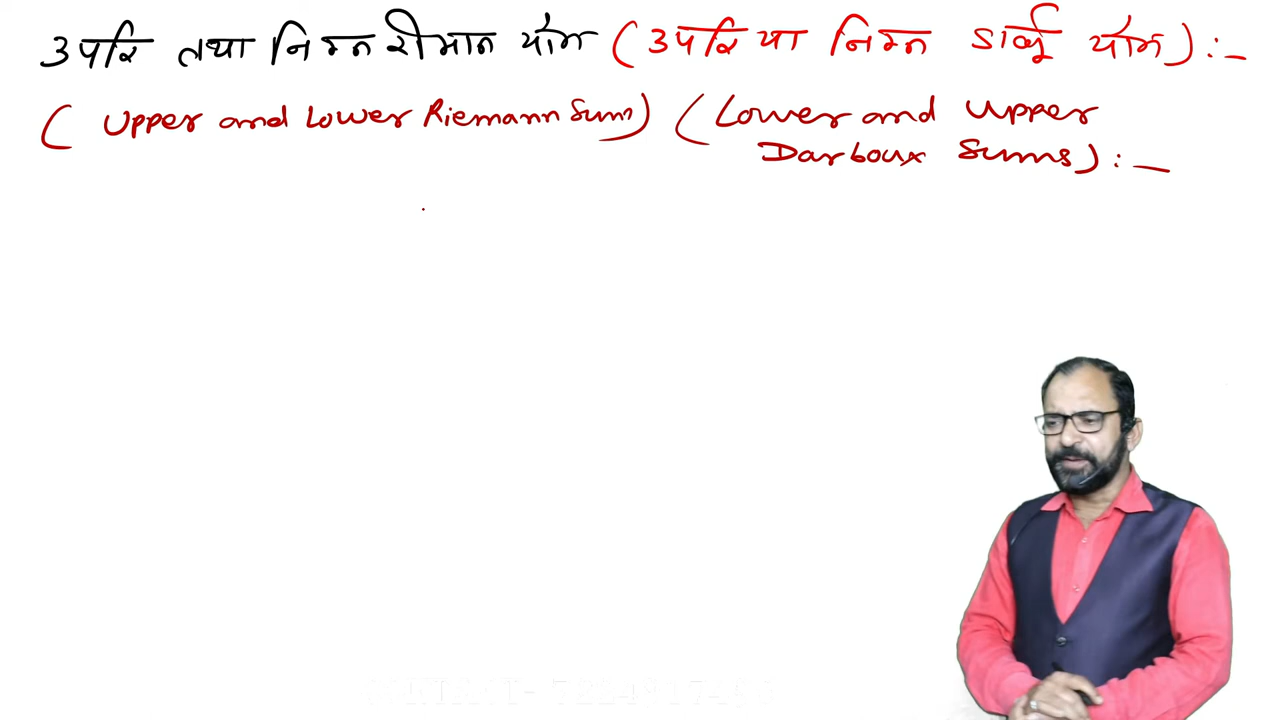 उपरि तथा निम्न रीमान योग (उपरि या निम्न डार्बू योग) :-
(Upper and Lower Riemann Sum) (Lower and Upper
Darboux Sums) :-